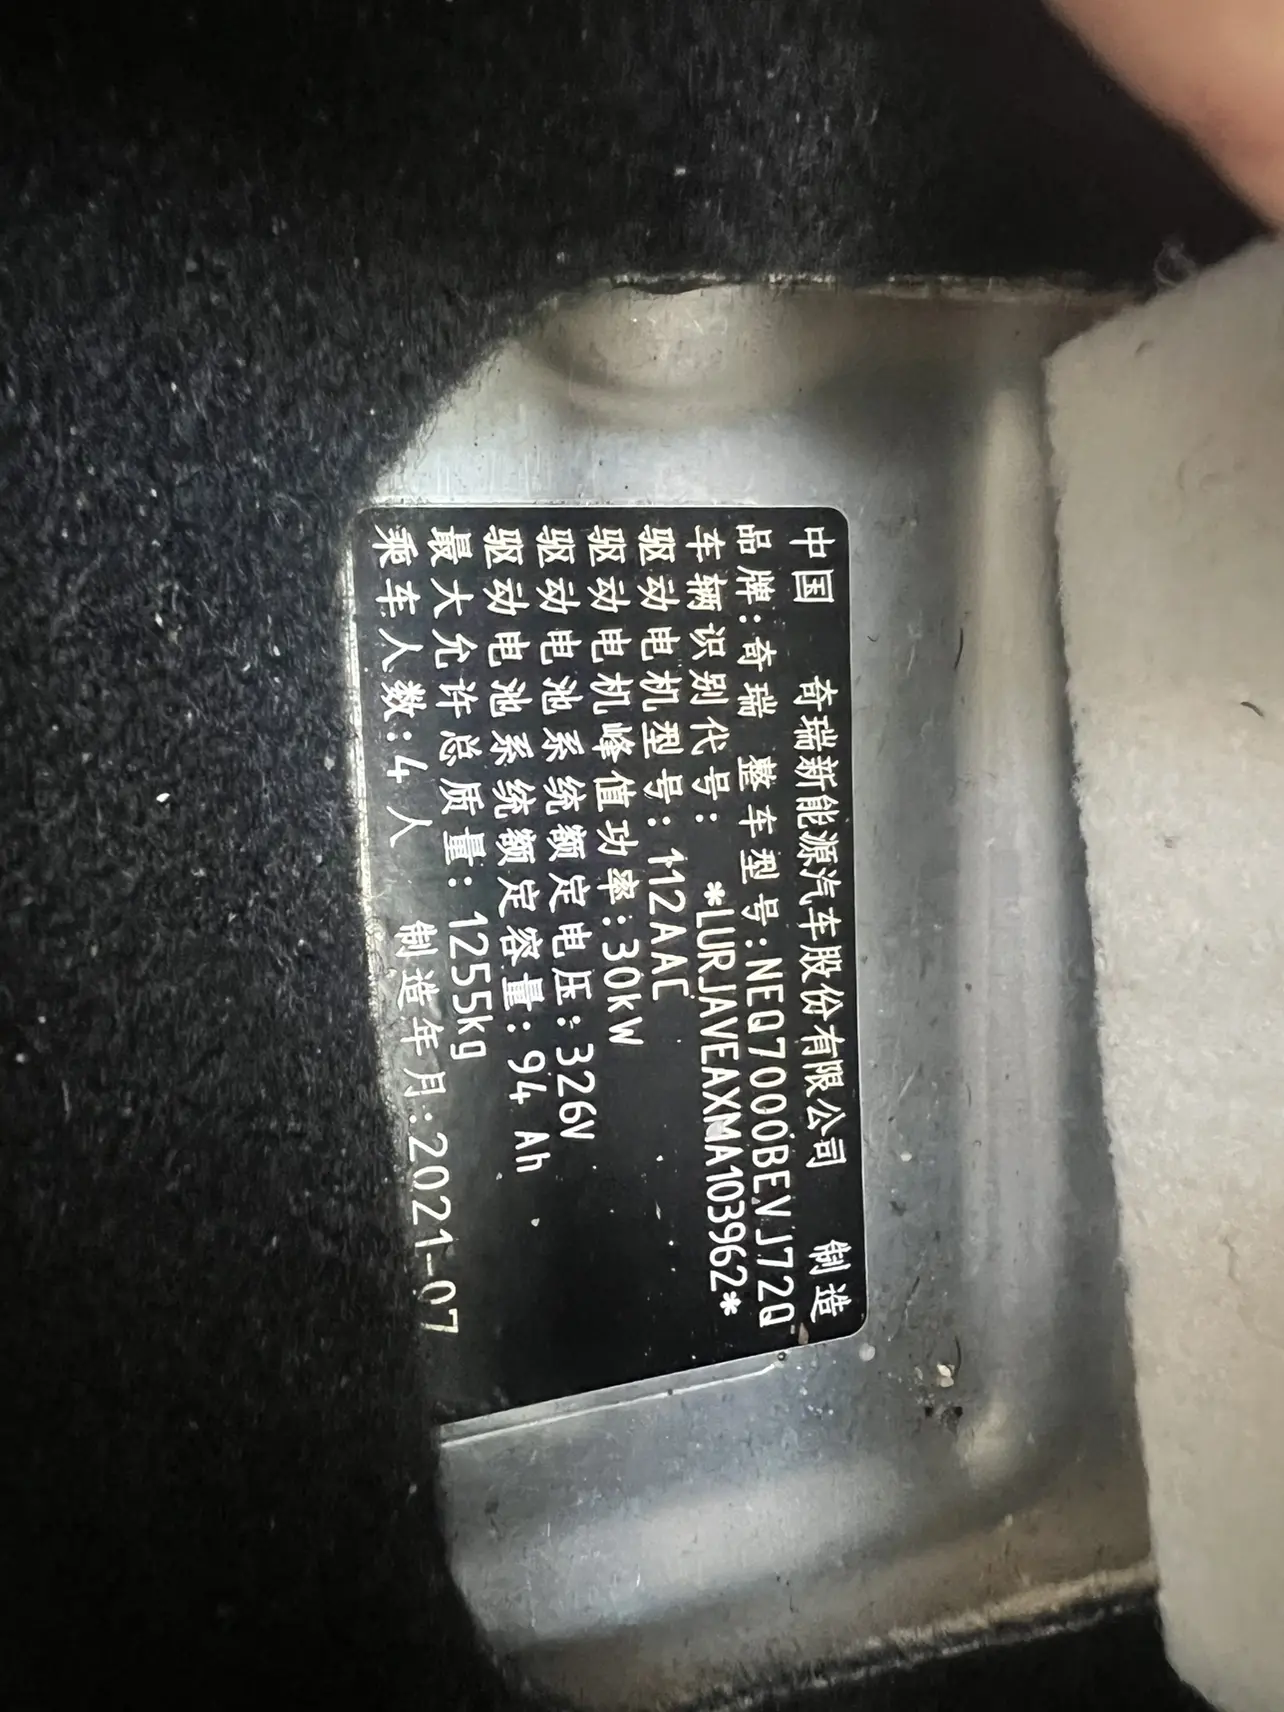 中国 奇瑞新能源汽车股份有限公司 制造
品牌:奇瑞 整车型号:NEQ7000BEVJ72Q
车辆识别代号: *LURJAVEAXMA103962*
驱动电机型号:112AAC
驱动电机峰值功率:30kW
驱动电池系统额定电压:326V
驱动电池系统额定容量:94 Ah
最大允许总质量:1255kg
乘车人数:4人 制造年月:2021-07